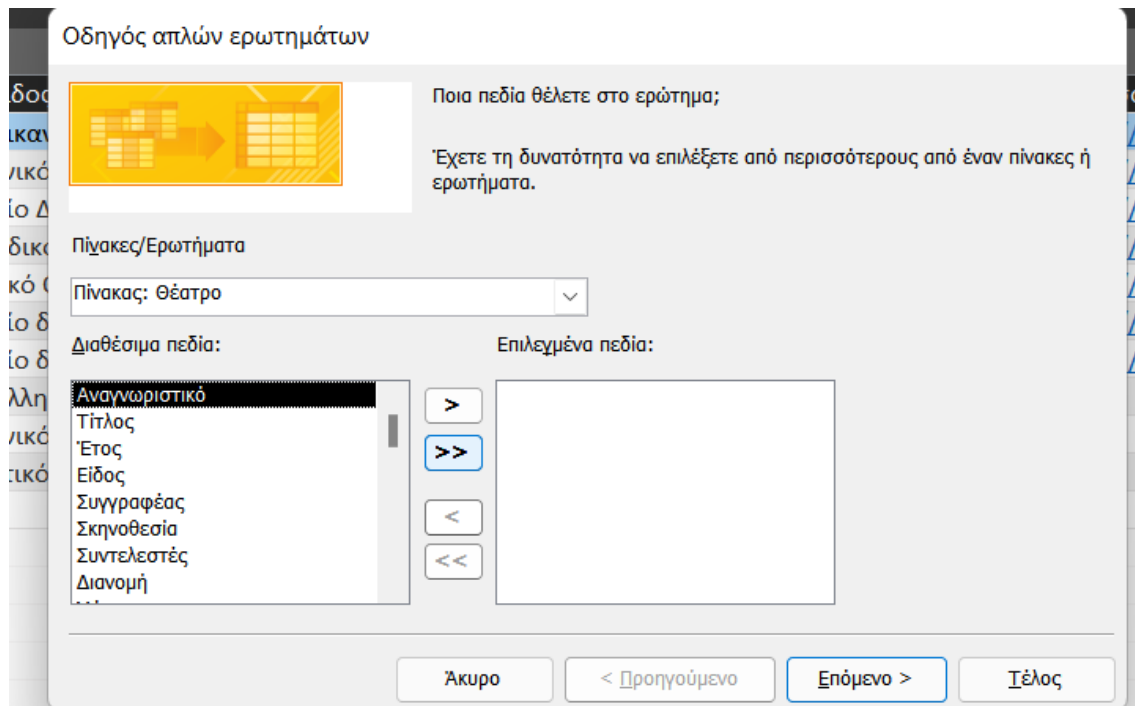 Οδηγός απλών ερωτημάτων
Ποια πεδία θέλετε στο ερώτημα;
Έχετε τη δυνατότητα να επιλέξετε από περισσότερους από έναν πίνακες ή
ερωτήματα.
Πίνακες/Ερωτήματα
Πίνακας: Θέατρο
Διαθέσιμα πεδία:
Επιλεγμένα πεδία:
Αναγνωριστικό
Τίτλος
Έτος
Είδος
Συγγραφέας
Σκηνοθεσία
Συντελεστές
Διανομή
>
>>
<
<<
Άκυρο
< Προηγούμενο
Επόμενο >
Τέλος